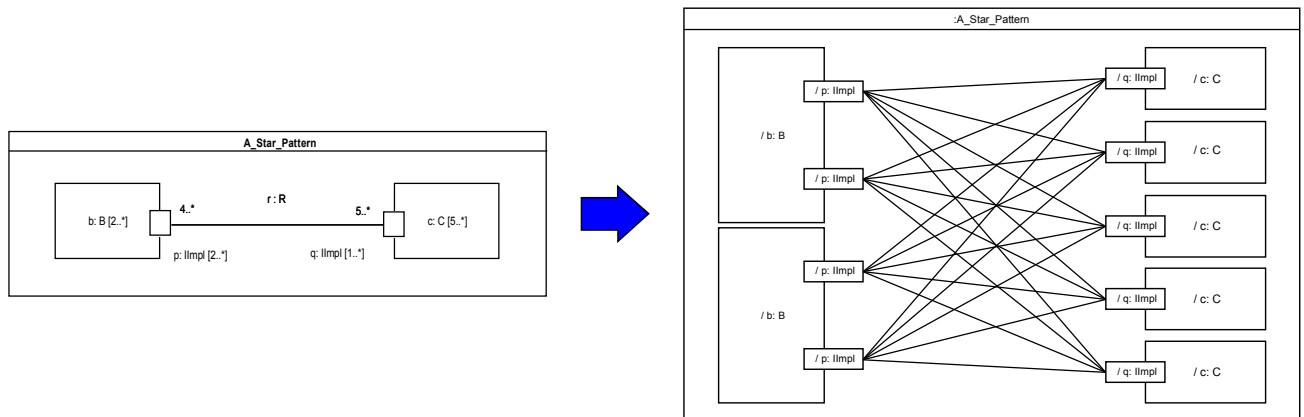 A_Star_Pattern
r : R
4..*
5..*
b: B [2..*]
c: C [5..*]
p: IImpl [2..*]
q: IImpl [1..*]
:A_Star_Pattern
/ p: IImpl
/ b: B
/ p: IImpl
/ p: IImpl
/ b: B
/ p: IImpl
/ q: IImpl
/ c: C
/ q: IImpl
/ c: C
/ q: IImpl
/ c: C
/ q: IImpl
/ c: C
/ q: IImpl
/ c: C